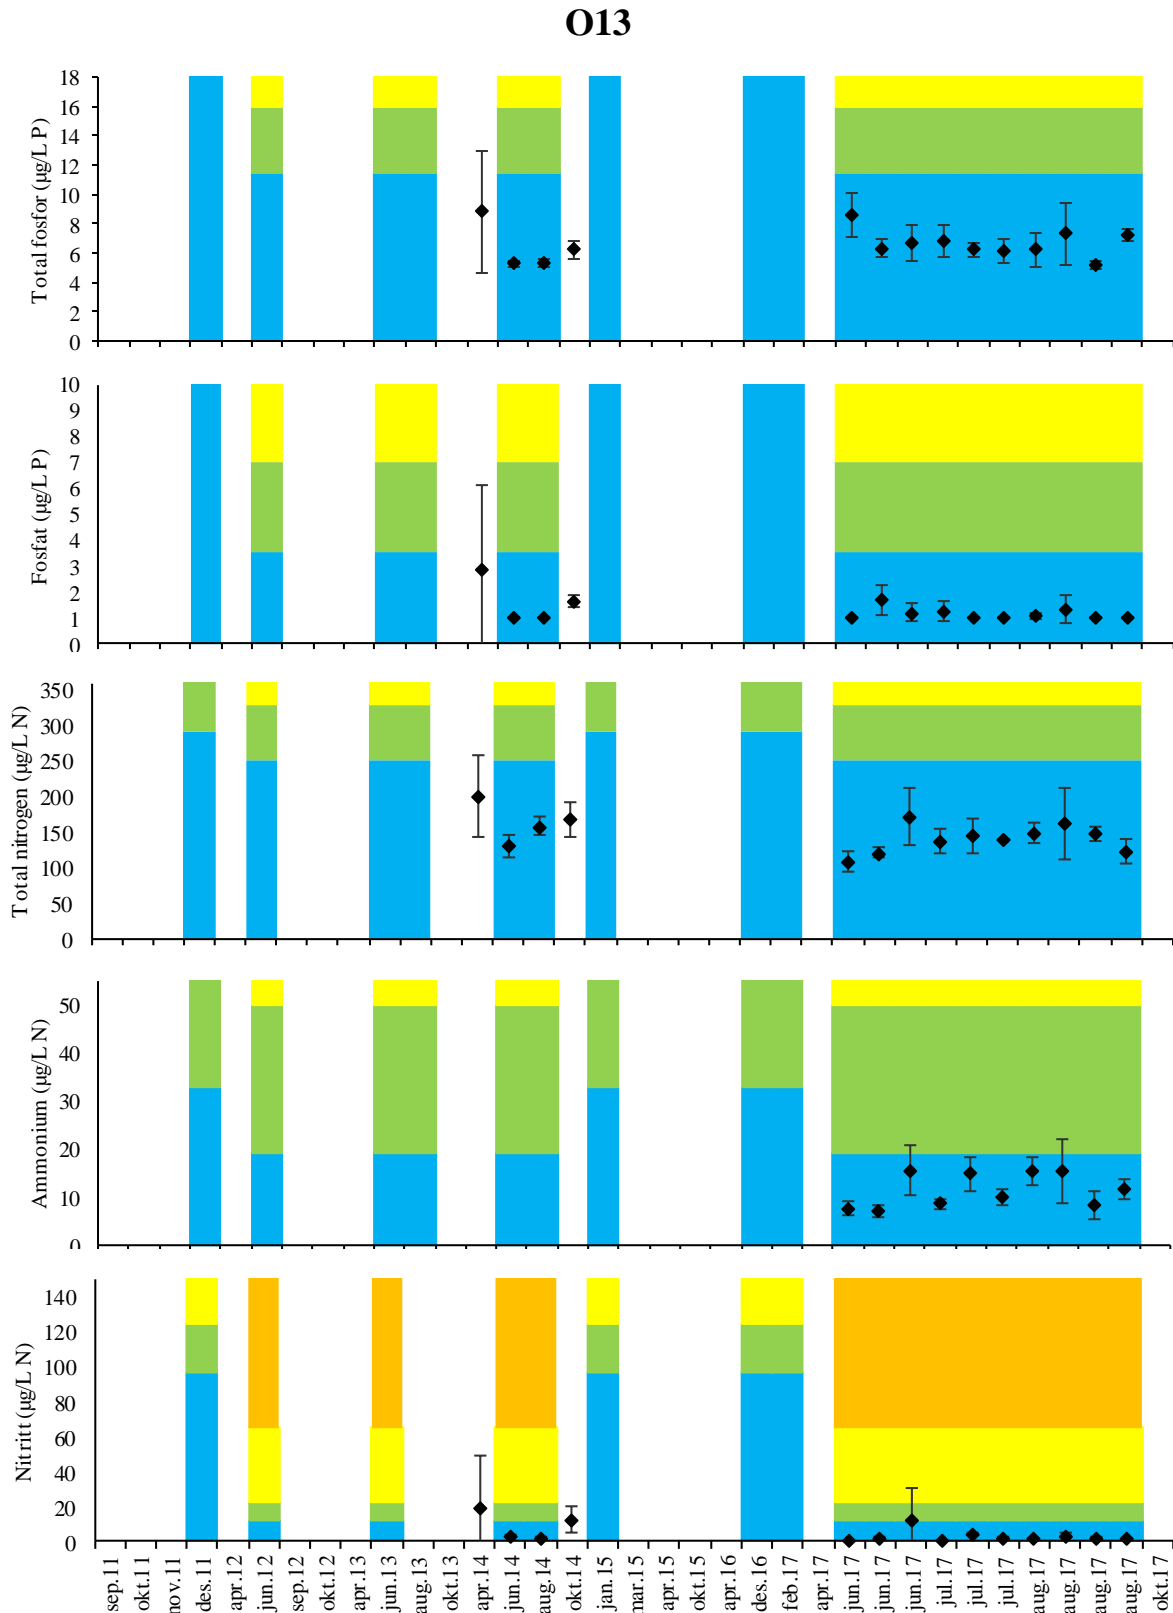 O13
Total fosfor (µg/L P)
18
16
14
12
10
8
6
4
2
0
Fosfat (µg/L P)
10
9
8
7
6
5
4
3
2
1
0
Total nitrogen (µg/L N)
350
300
250
200
150
100
50
0
Ammonium (µg/L N)
50
40
30
20
10
0
Nitritt (µg/L N)
140
120
100
80
60
40
20
0
sep.11
okt.11
nov.11
des.11
apr.12
jun.12
sep.12
okt.12
apr.13
jun.13
aug.13
okt.13
apr.14
jun.14
aug.14
okt.14
jan.15
mar.15
apr.15
okt.15
apr.16
des.16
feb.17
apr.17
jun.17
jun.17
jun.17
jul.17
jul.17
jul.17
aug.17
aug.17
aug.17
aug.17
okt.17